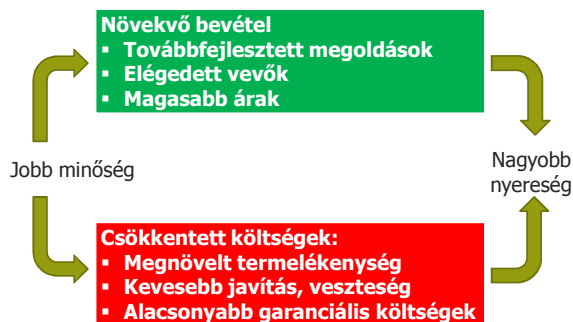 Növekvő bevétel
▪ Továbbfejlesztett megoldások
▪ Elégedett vevők
▪ Magasabb árak
Jobb minőség
Nagyobb
nyereség
Csökkentett költségek:
▪ Megnövelt termelékenység
▪ Kevesebb javítás, veszteség
▪ Alacsonyabb garanciális költségek